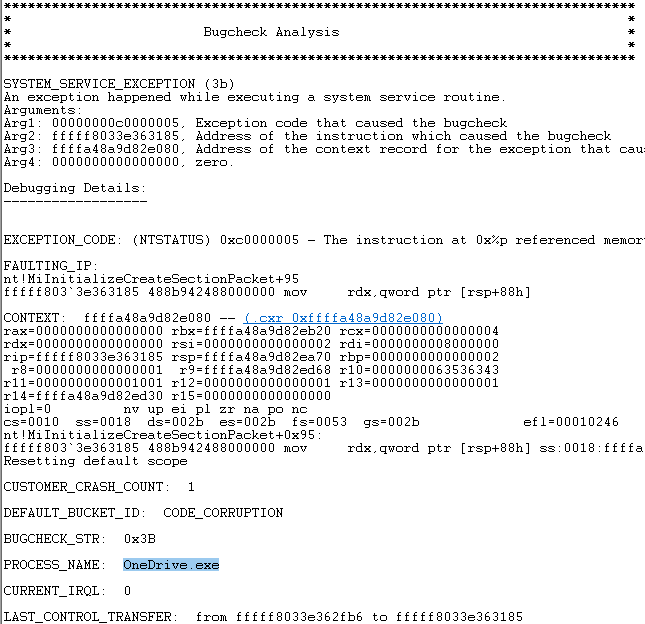 *******************************************************************************
* *
* Bugcheck Analysis *
* *
*******************************************************************************
SYSTEM_SERVICE_EXCEPTION (3b)
An exception happened while executing a system service routine.
Arguments:
Arg1: 00000000c0000005, Exception code that caused the bugcheck
Arg2: fffff8033e363185, Address of the instruction which caused the bugcheck
Arg3: ffffa48a9d82e080, Address of the context record for the exception that cau
Arg4: 0000000000000000, zero.
Debugging Details:
------------------
EXCEPTION_CODE: (NTSTATUS) 0xc0000005 - The instruction at 0x%p referenced memor
FAULTING_IP:
nt!MiInitializeCreateSectionPacket+95
fffff803`3e363185 488b942488000000 mov rdx,qword ptr [rsp+88h]
CONTEXT: ffffa48a9d82e080 -- (.cxr 0xffffa48a9d82e080)
rax=0000000000000000 rbx=ffffa48a9d82eb20 rcx=0000000000000004
rdx=0000000000000000 rsi=0000000000000002 rdi=0000000008000000
rip=fffff8033e363185 rsp=ffffa48a9d82ea70 rbp=0000000000000002
r8=0000000000000001 r9=ffffa48a9d82ed68 r10=0000000063536343
r11=0000000000001001 r12=0000000000000001 r13=0000000000000001
r14=ffffa48a9d82ed30 r15=0000000000000000
iopl=0 nv up ei pl zr na po nc
cs=0010 ss=0018 ds=002b es=002b fs=0053 gs=002b efl=00010246
nt!MiInitializeCreateSectionPacket+0x95:
fffff803`3e363185 488b942488000000 mov rdx,qword ptr [rsp+88h] ss:0018:ffffa
Resetting default scope
CUSTOMER_CRASH_COUNT: 1
DEFAULT_BUCKET_ID: CODE_CORRUPTION
BUGCHECK_STR: 0x3B
PROCESS_NAME: OneDrive.exe
CURRENT_IRQL: 0
LAST_CONTROL_TRANSFER: from fffff8033e362fb6 to fffff8033e363185